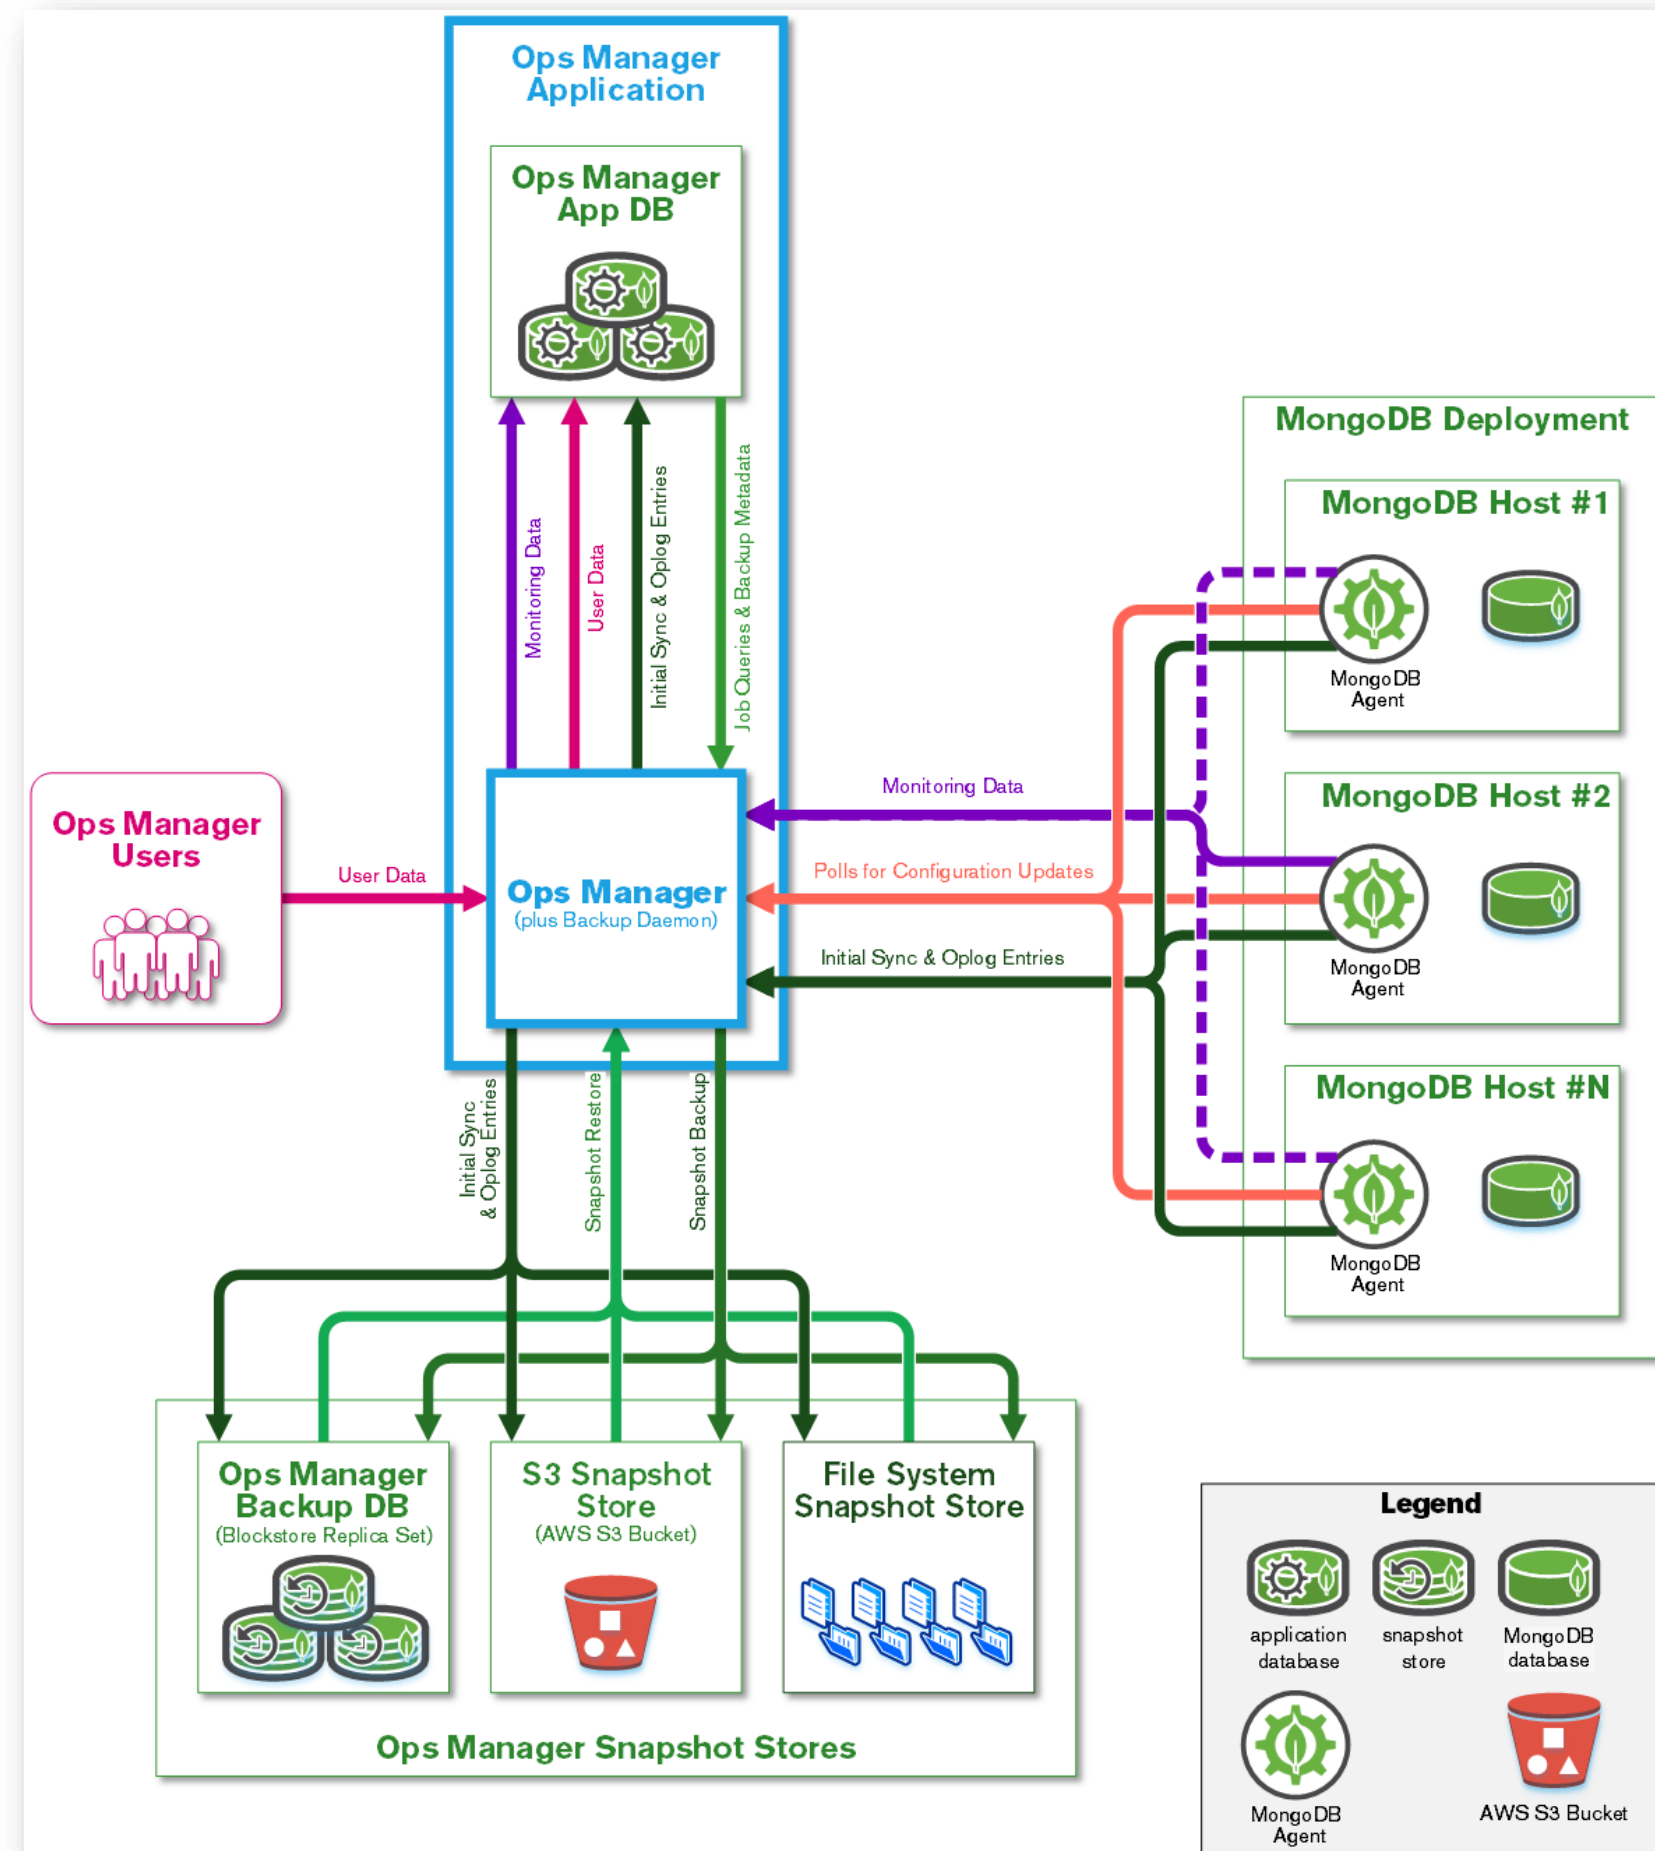 Ops Manager
Application
Ops Manager
App DB
Monitoring Data
User Data
Initial Sync & Oplog Entries
Job Queries & Backup Metadata
Ops Manager
Users
User Data
Ops Manager
(plus Backup Daemon)
Monitoring Data
Polls for Configuration Updates
Initial Sync & Oplog Entries
MongoDB Deployment
MongoDB Host #1
MongoDB
Agent
MongoDB Host #2
MongoDB
Agent
MongoDB Host #N
MongoDB
Agent
Initial Sync
& Oplog Entries
Snapshot Restore
Snapshot Backup
Ops Manager
Backup DB
(Blockstore Replica Set)
S3 Snapshot
Store
(AWS S3 Bucket)
File System
Snapshot Store
Ops Manager Snapshot Stores
Legend
application
database
snapshot
store
MongoDB
database
MongoDB
Agent
AWS S3 Bucket